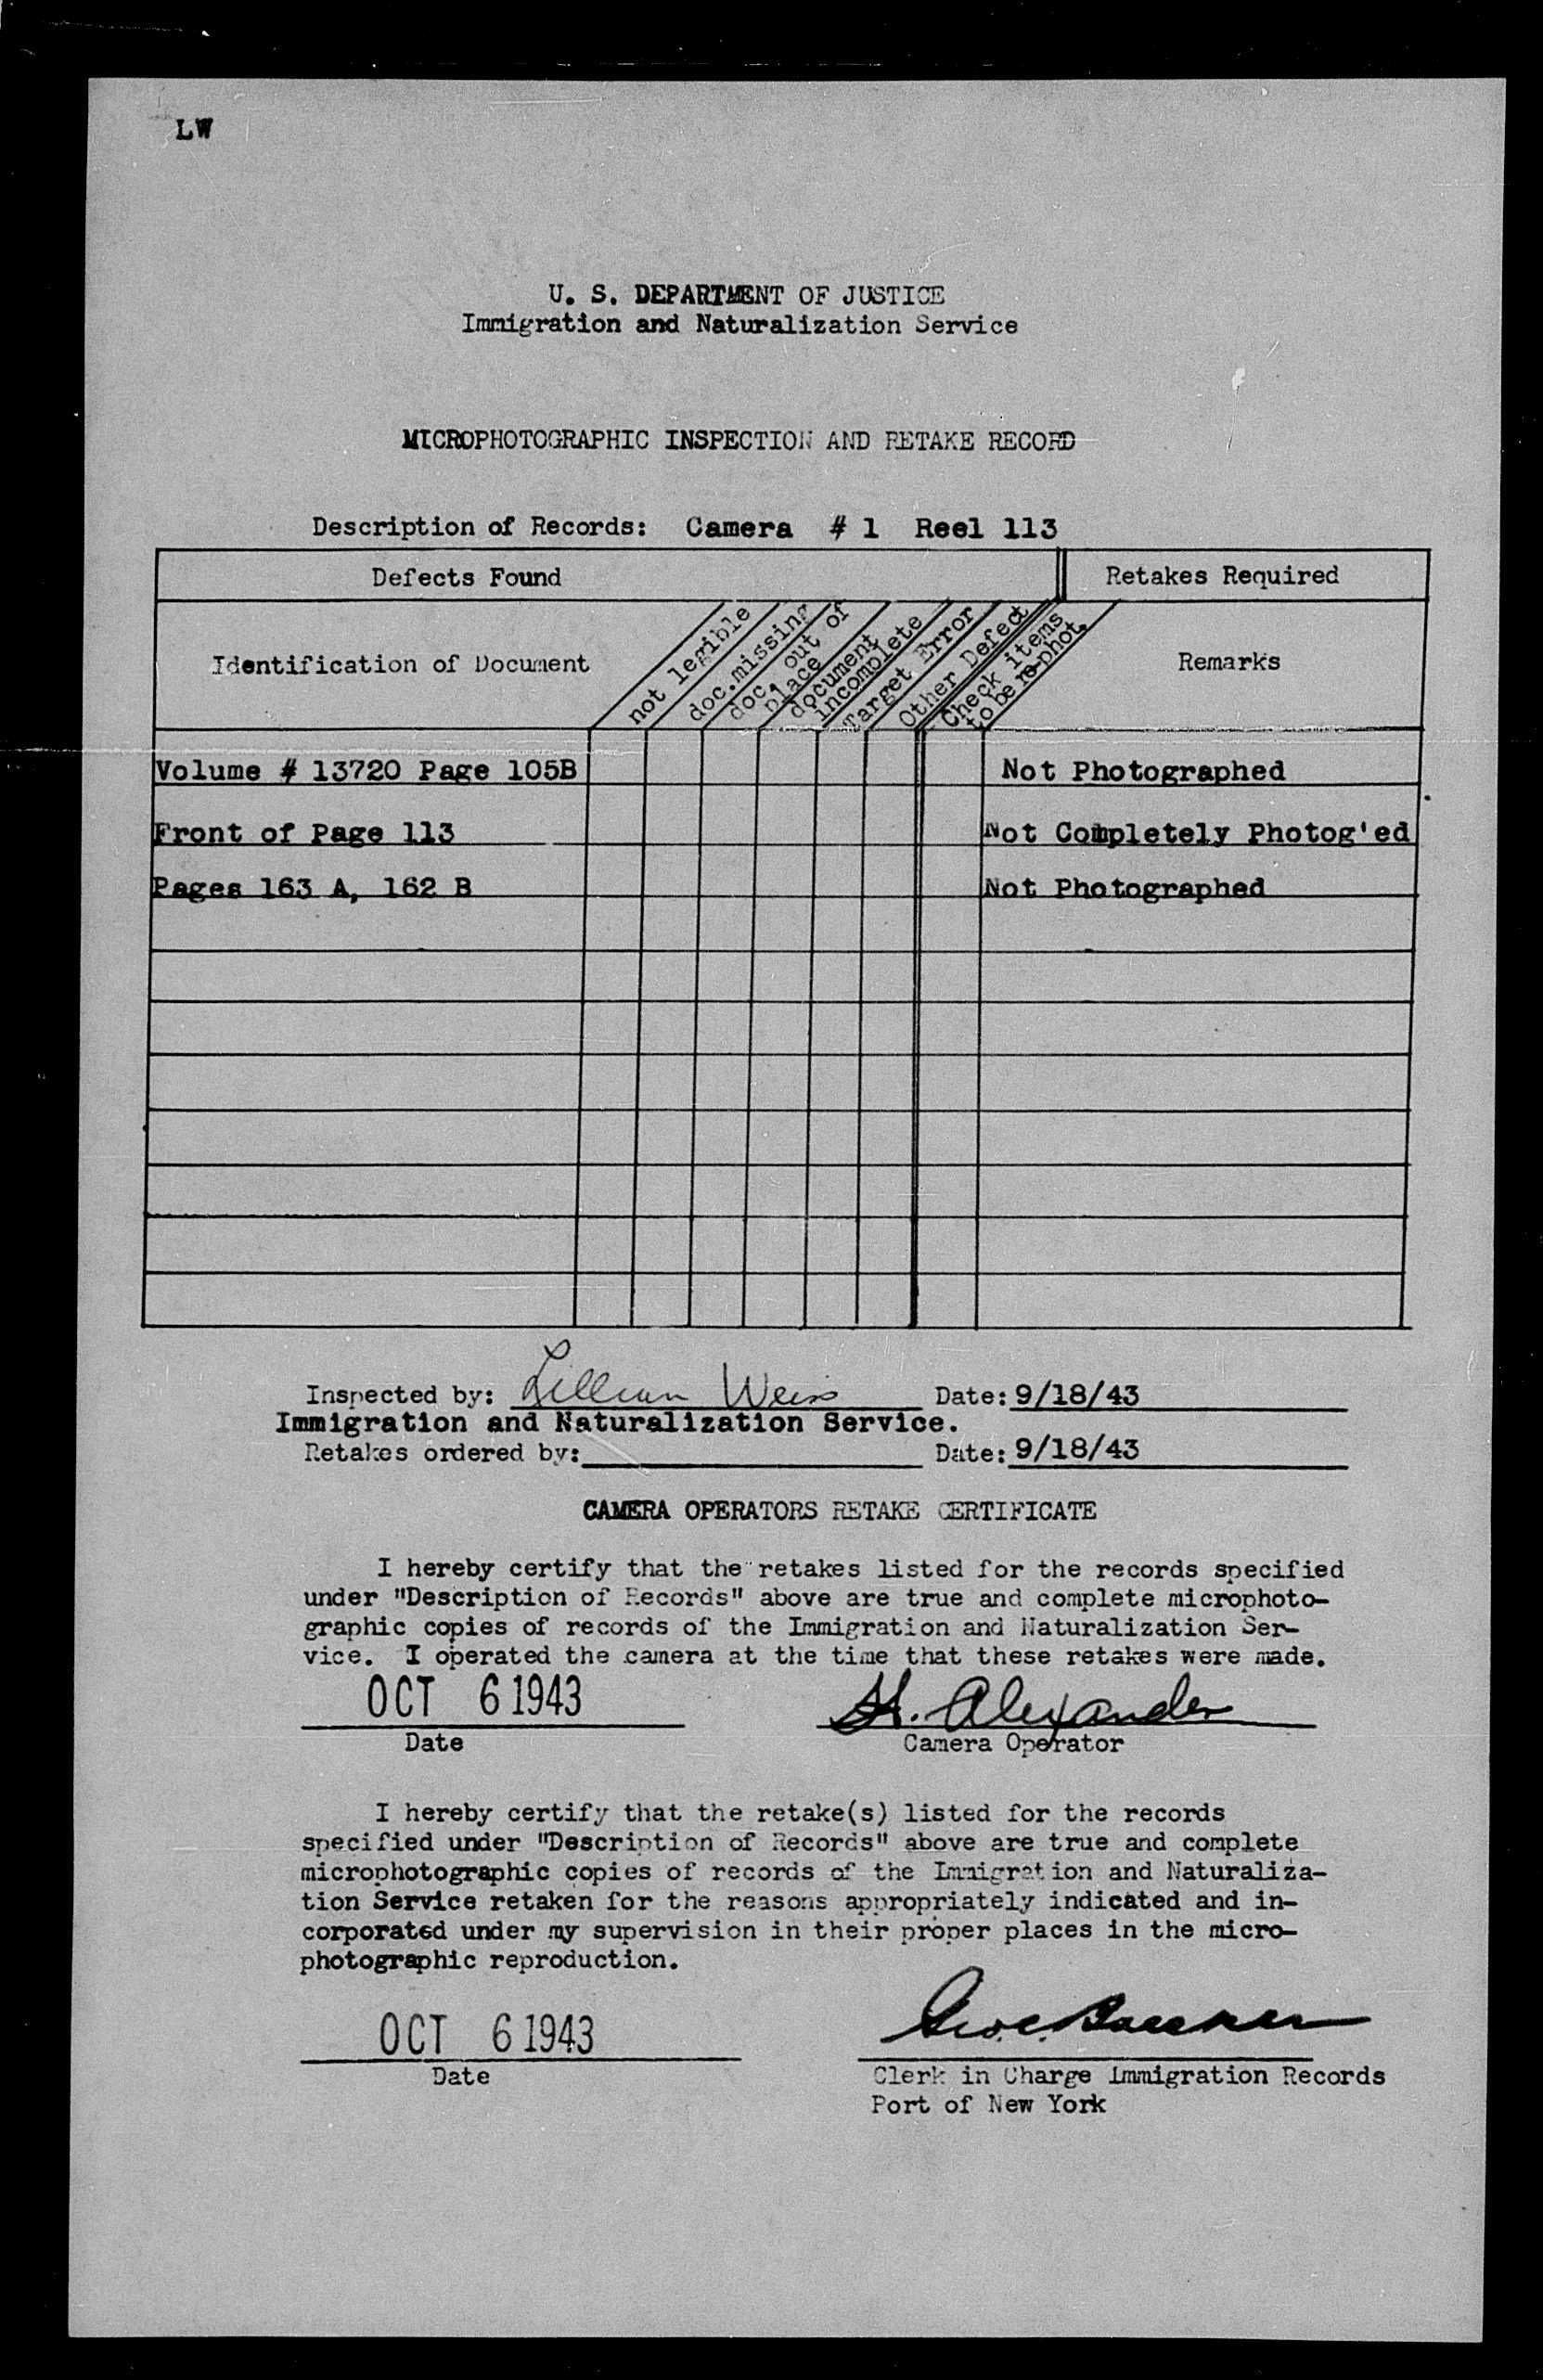 LW
U. S. DEPARTMENT OF JUSTICE
Immigration and Naturalization Service
MICROPHOTOGRAPHIC INSPECTION AND RETAKE RECORD
Description of Records: Camera # 1 Reel 113
Defects Found
Retakes Required
Identification of Document
not legible
doc.missing
doc. out of
place
document
incomplete
Target Error
Other Defect
Check items
to be re-phot.
Remarks
Volume # 13720 Page 105B Not Photographed
Front of Page 113 Not Completely Photog'ed
Pages 163 A, 162 B Not Photographed
Inspected by: Lillian Weis Date: 9/18/43
Immigration and Naturalization Service.
Retakes ordered by: Date: 9/18/43
CAMERA OPERATORS RETAKE CERTIFICATE
I hereby certify that the retakes listed for the records specified
under "Description of Records" above are true and complete microphoto-
graphic copies of records of the Immigration and Naturalization Ser-
vice. I operated the camera at the time that these retakes were made.
OCT 6 1943 H. Alexander
Date Camera Operator
I hereby certify that the retake(s) listed for the records
specified under "Description of Records" above are true and complete
microphotographic copies of records of the Immigration and Naturaliza-
tion Service retaken for the reasons appropriately indicated and in-
corporated under my supervision in their proper places in the micro-
photographic reproduction.
OCT 6 1943
Date
Clerk in Charge Immigration Records
Port of New York